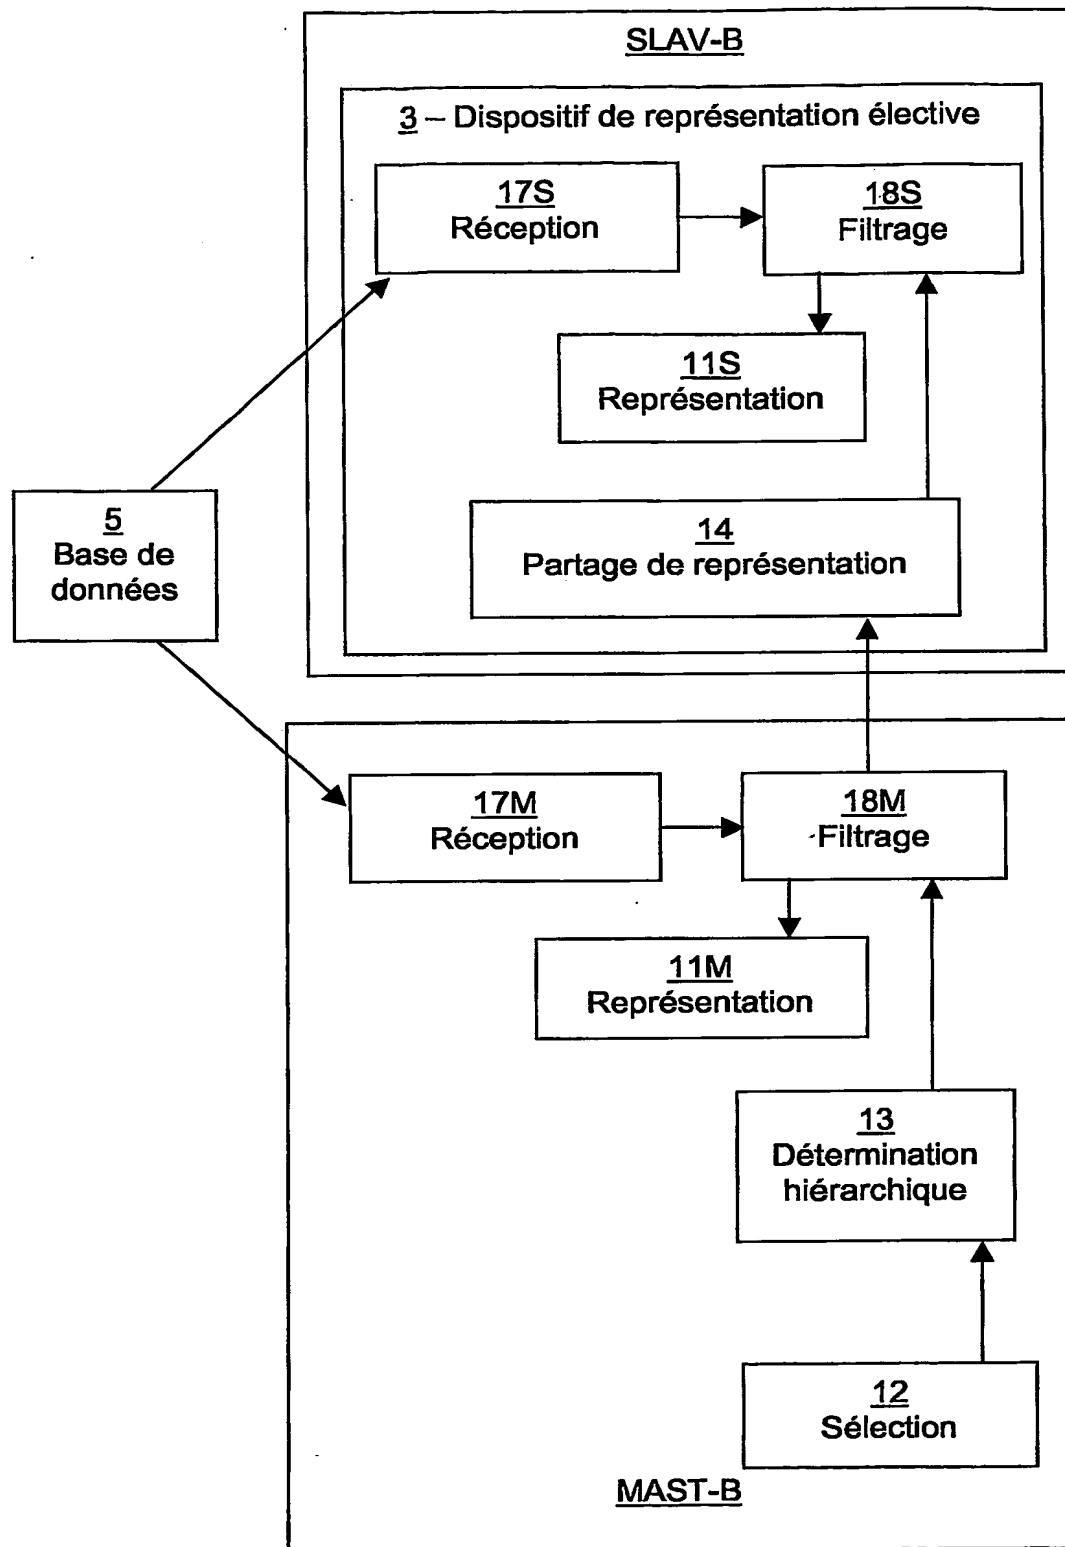 SLAV-B
3 – Dispositif de représentation élective
17S
Réception
18S
Filtrage
11S
Représentation
5
Base de
données
14
Partage de représentation
17M
Réception
18M
Filtrage
11M
Représentation
13
Détermination
hiérarchique
12
Sélection
MAST-B